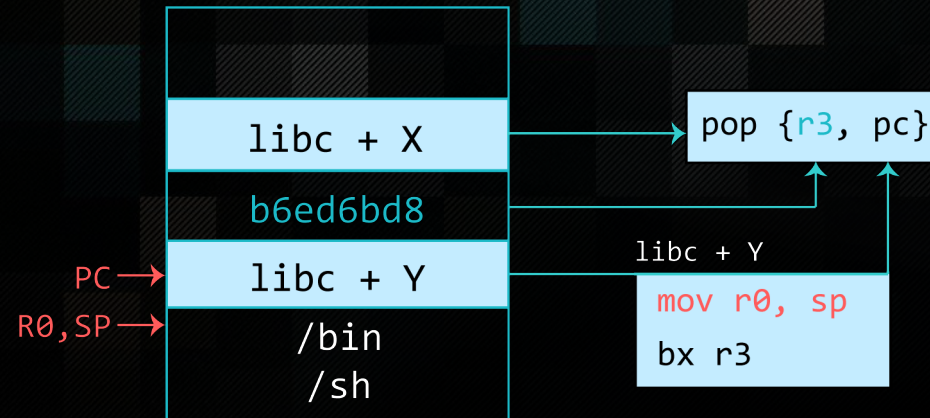 libc + X
pop {r3, pc}
b6ed6bd8
libc + Y
PC
libc + Y
mov r0, sp
R0,SP
/bin
bx r3
/sh